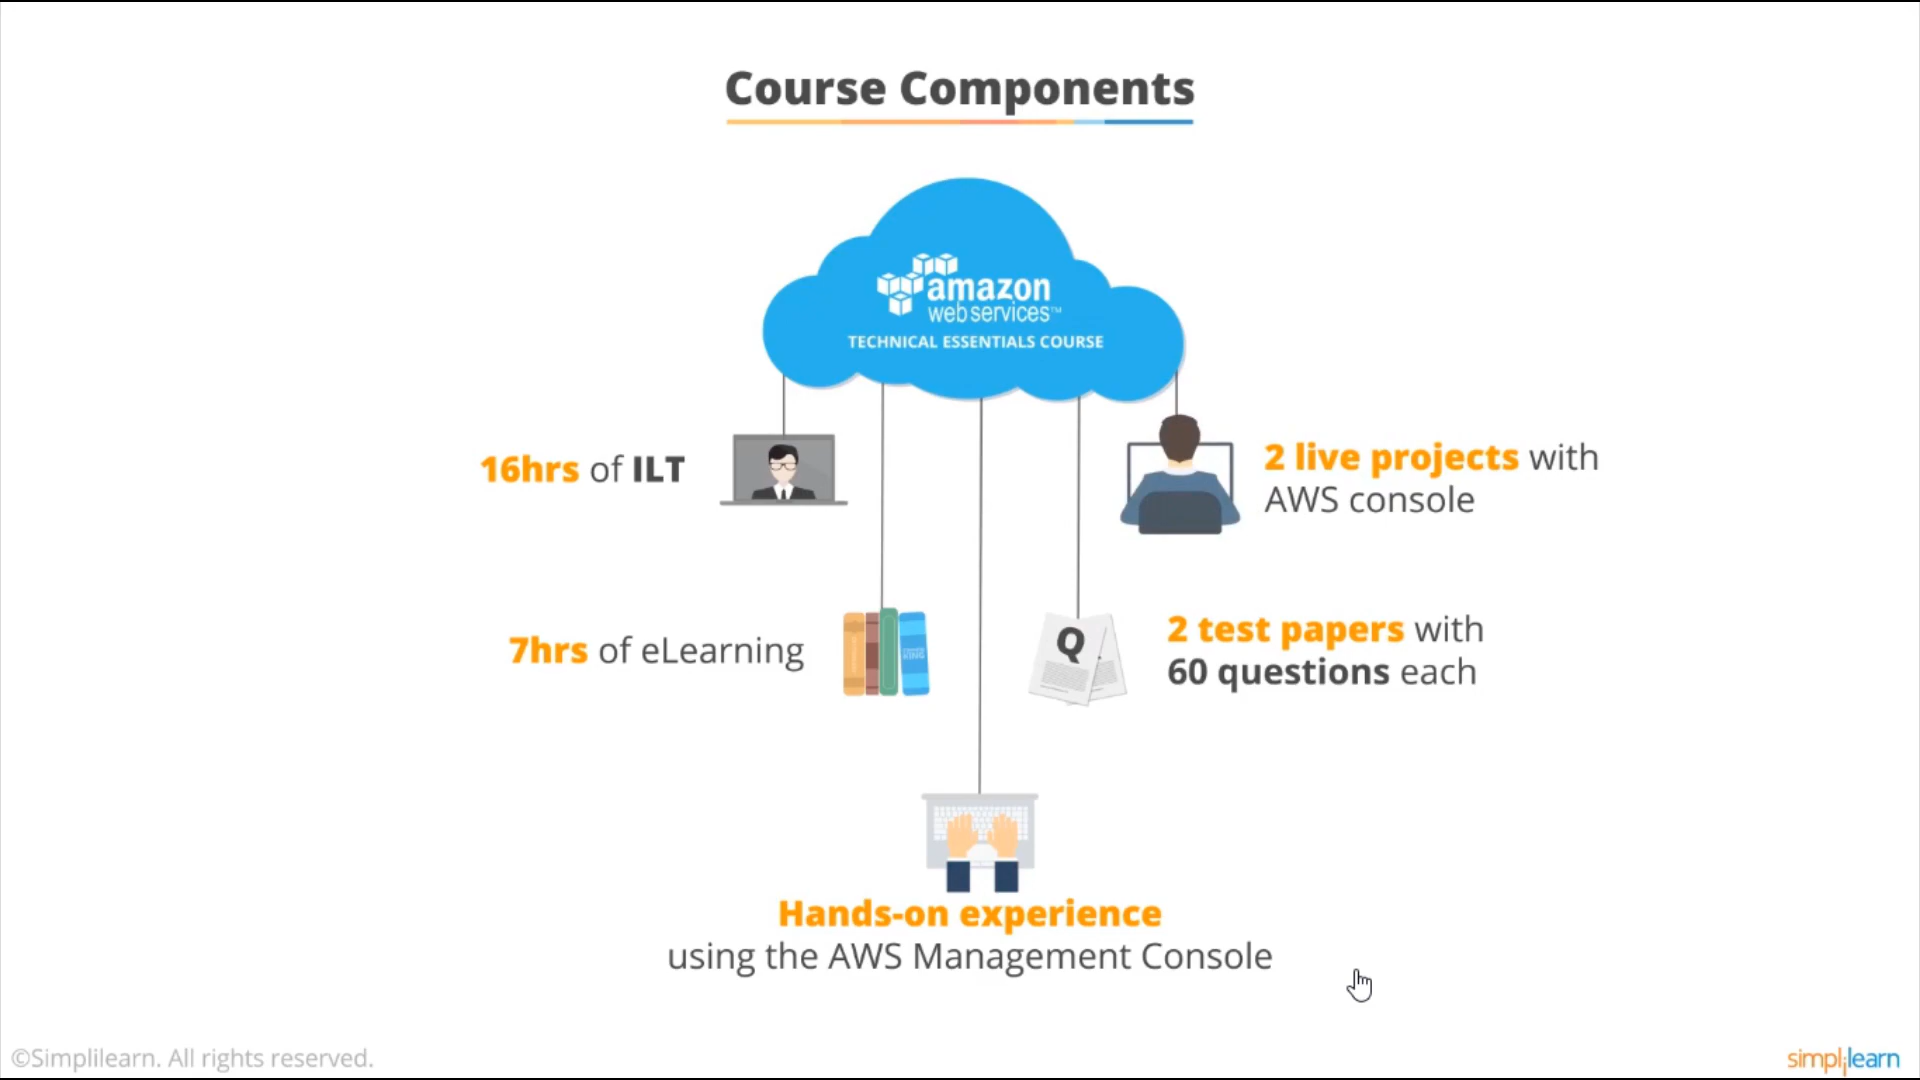 Course Components
amazon
web services™
TECHNICAL ESSENTIALS COURSE
16hrs of ILT
2 live projects with
AWS console
7hrs of eLearning
Q
2 test papers with
60 questions each
Hands-on experience
using the AWS Management Console
©Simplilearn. All rights reserved.
simplilearn